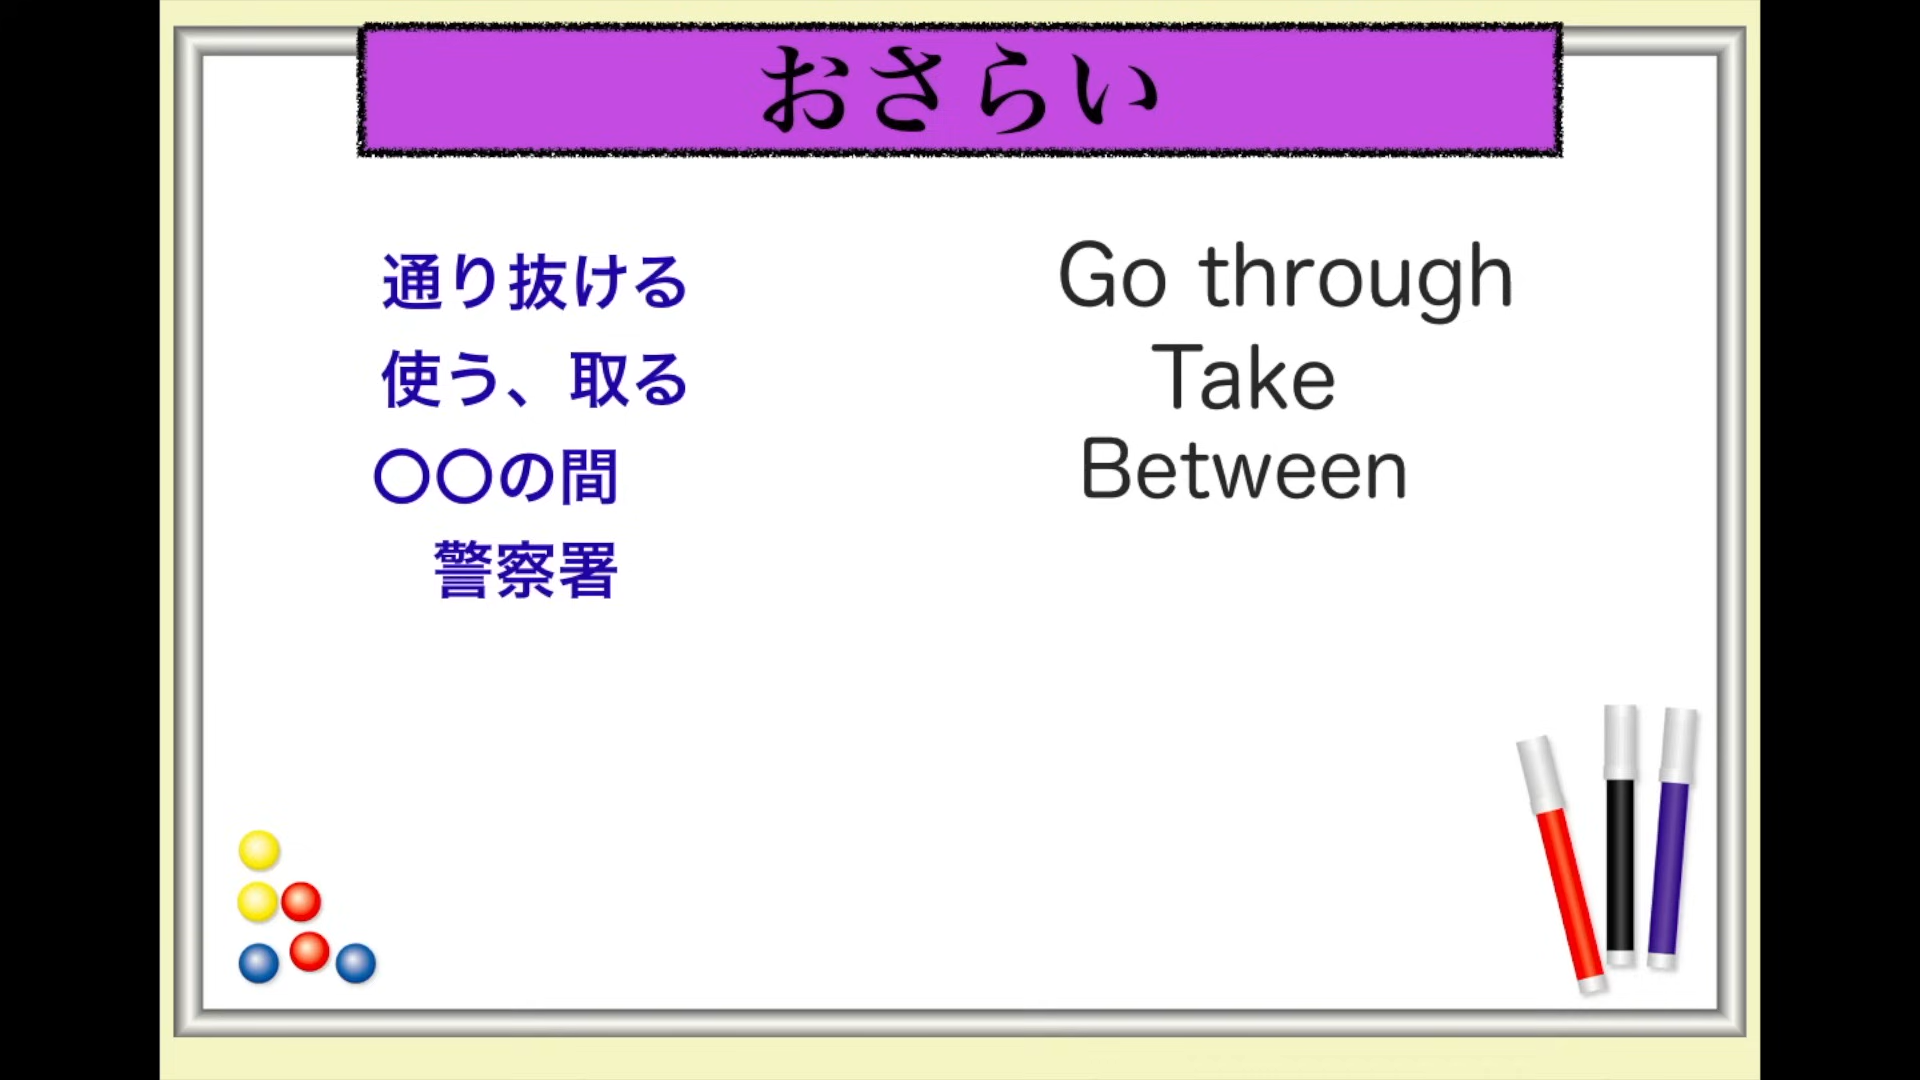 おさらい
通り抜ける
Go through
使う、取る
Take
〇〇の間
Between
警察署